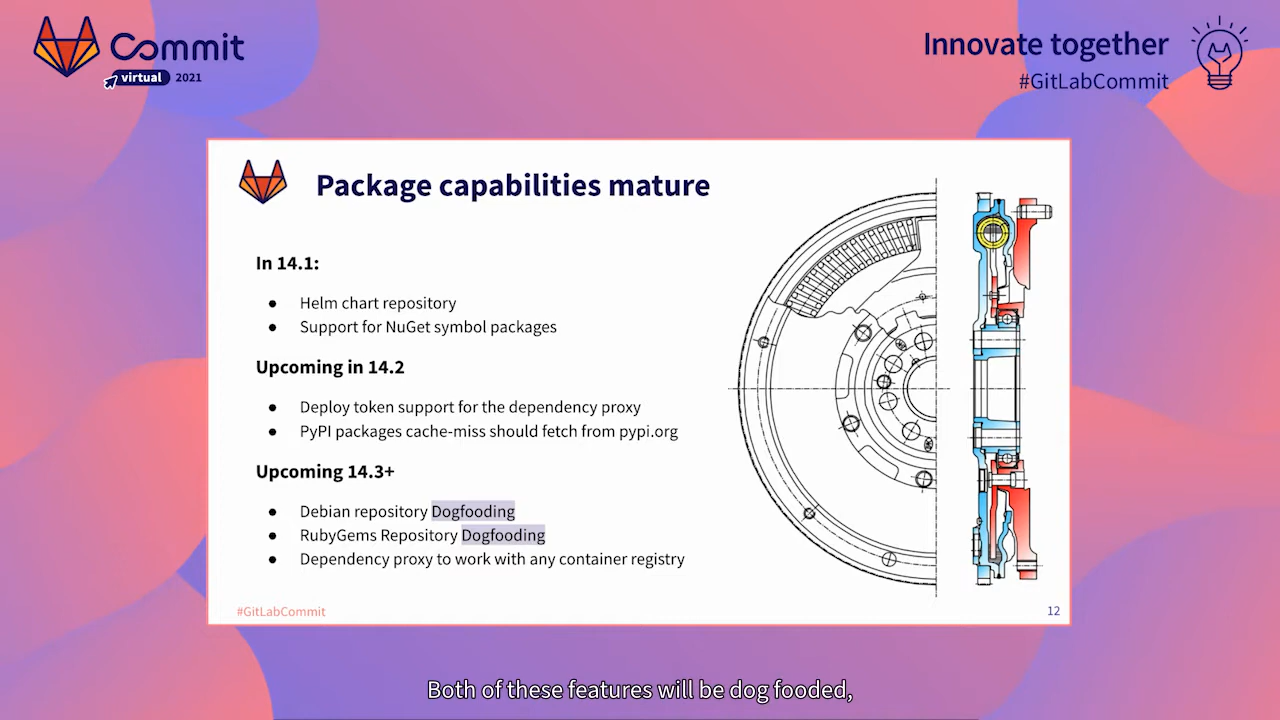 Commit
virtual 2021
Innovate together
#GitLabCommit
Package capabilities mature
In 14.1:
● Helm chart repository
● Support for NuGet symbol packages
Upcoming in 14.2
● Deploy token support for the dependency proxy
● PyPI packages cache-miss should fetch from pypi.org
Upcoming 14.3+
● Debian repository Dogfooding
● RubyGems Repository Dogfooding
● Dependency proxy to work with any container registry
#GitLabCommit
12
Both of these features will be dog fooded,